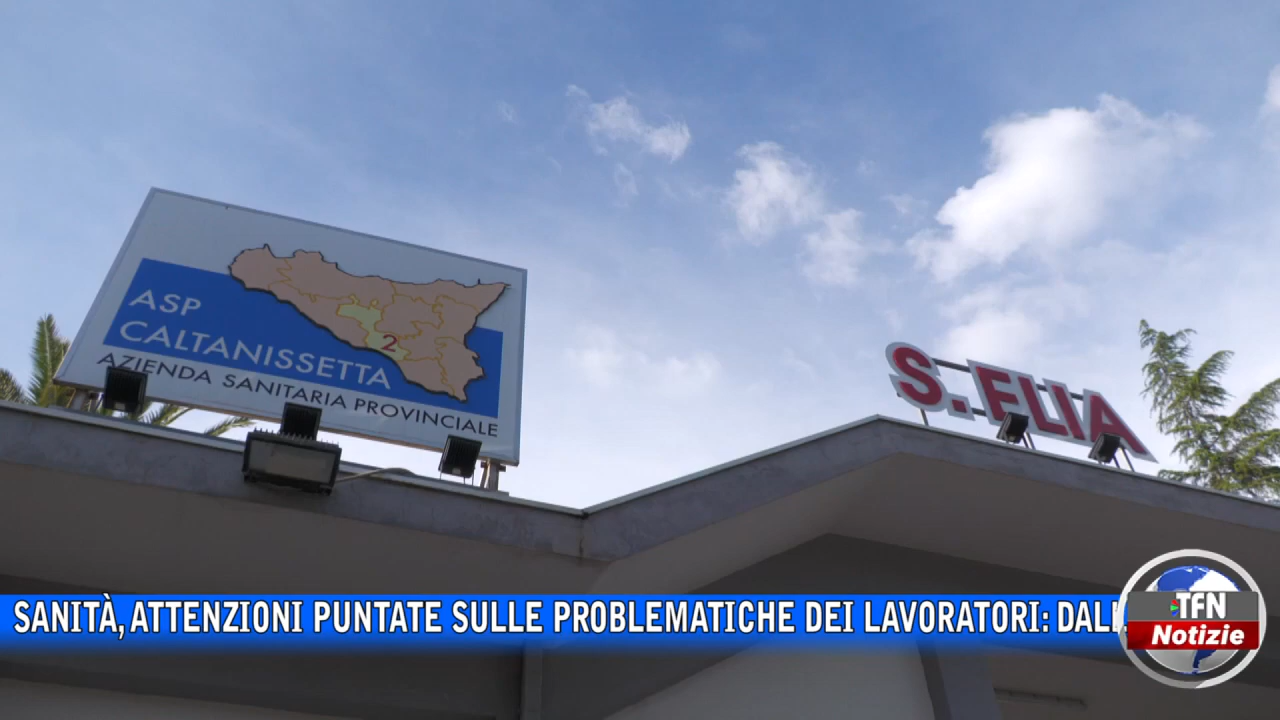 ASP
CALTANISSETTA
AZIENDA SANITARIA PROVINCIALE
2
S. ELIA
SANITÀ, ATTENZIONI PUNTATE SULLE PROBLEMATICHE DEI LAVORATORI:
TFN
Notizie